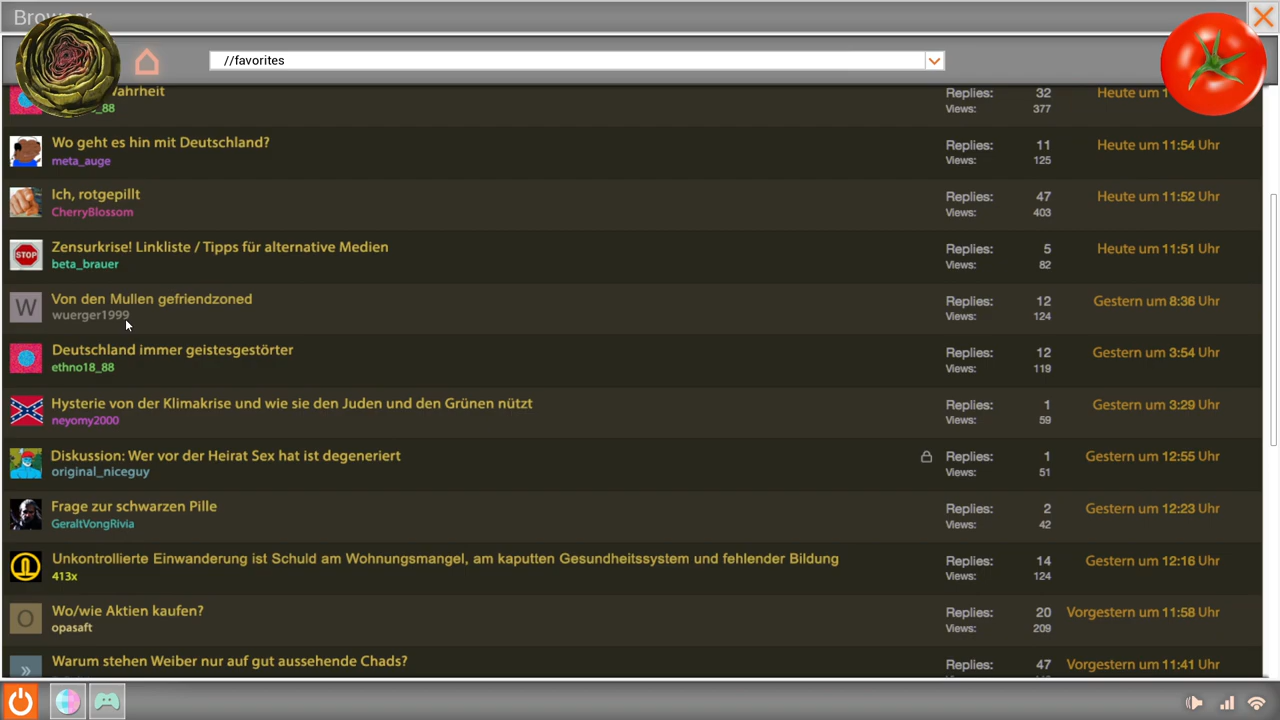 Browser
//favorites
Wahrheit
_88
Replies: 32
Views: 377
Heute um
Wo geht es hin mit Deutschland?
meta_auge
Replies: 11
Views: 125
Heute um 11:54 Uhr
Ich, rotgepillt
CherryBlossom
Replies: 47
Views: 403
Heute um 11:52 Uhr
STOP
Zensurkrise! Linkliste / Tipps für alternative Medien
beta_brauer
Replies: 5
Views: 82
Heute um 11:51 Uhr
W
Von den Mullen gefriendzoned
wuerger1999
Replies: 12
Views: 124
Gestern um 8:36 Uhr
Deutschland immer geistesgestörter
ethno18_88
Replies: 12
Views: 119
Gestern um 3:54 Uhr
Hysterie von der Klimakrise und wie sie den Juden und den Grünen nützt
neyomy2000
Replies: 1
Views: 59
Gestern um 3:29 Uhr
Diskussion: Wer vor der Heirat Sex hat ist degeneriert
original_niceguy
Replies: 1
Views: 51
Gestern um 12:55 Uhr
Frage zur schwarzen Pille
GeraltVongRivia
Replies: 2
Views: 42
Gestern um 12:23 Uhr
Unkontrollierte Einwanderung ist Schuld am Wohnungsmangel, am kaputten Gesundheitssystem und fehlender Bildung
413x
Replies: 14
Views: 124
Gestern um 12:16 Uhr
O
Wo/wie Aktien kaufen?
opasaft
Replies: 20
Views: 209
Vorgestern um 11:58 Uhr
»
Warum stehen Weiber nur auf gut aussehende Chads?
Replies: 47
Vorgestern um 11:41 Uhr